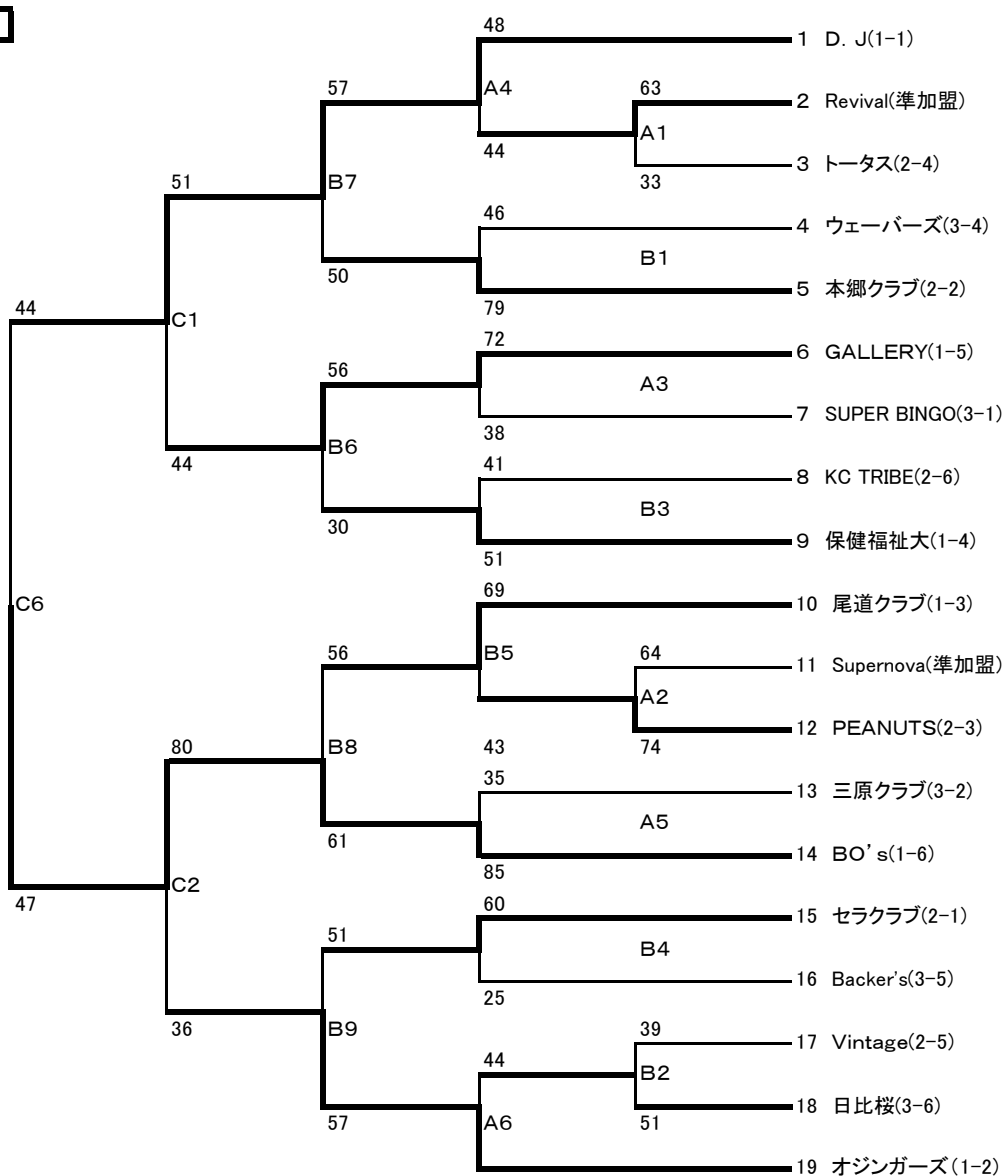 48
1 D. J(1-1)
57 A4 63
2 Revival(準加盟)
44 A1
3 トータス(2-4)
33
51 B7
46
4 ウェーバーズ(3-4)
50 B1
5 本郷クラブ(2-2)
79
44 C1
72
6 GALLERY(1-5)
56 A3
7 SUPER BINGO(3-1)
38
44 B6
41
8 KC TRIBE(2-6)
30 B3
9 保健福祉大(1-4)
51
C6
69
10 尾道クラブ(1-3)
56 B5 64
11 Supernova(準加盟)
A2
12 PEANUTS(2-3)
80 B8 43 74
35
13 三原クラブ(3-2)
61 A5
14 BO's(1-6)
85
47 C2
60
15 セラクラブ(2-1)
51 B4
16 Backer's(3-5)
25
36 B9 39
17 Vintage(2-5)
44 B2
18 日比桜(3-6)
57 A6 51
19 オジンガーズ(1-2)